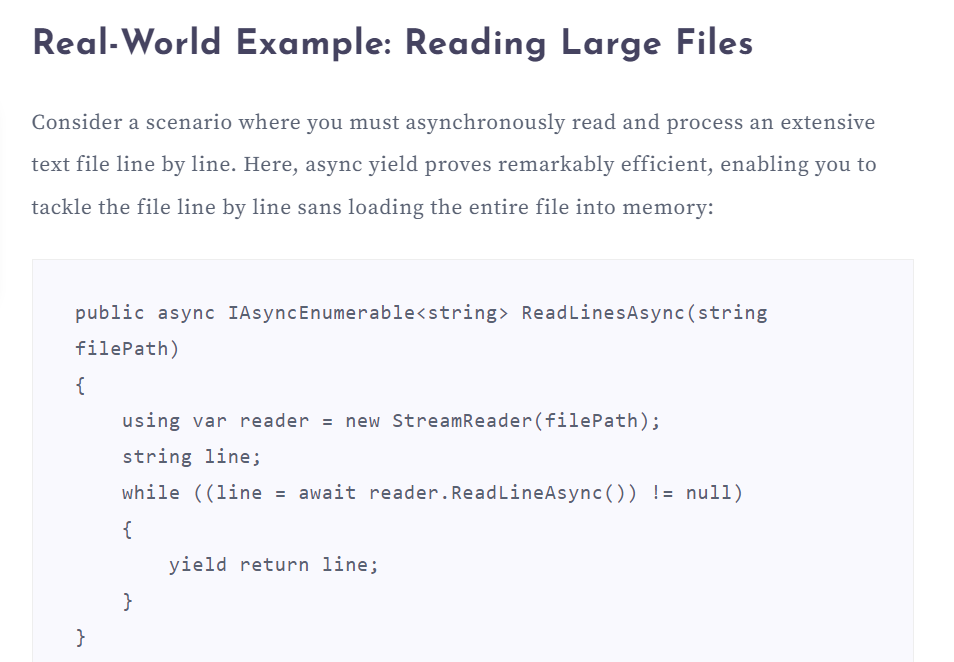 Real-World Example: Reading Large Files
Consider a scenario where you must asynchronously read and process an extensive
text file line by line. Here, async yield proves remarkably efficient, enabling you to
tackle the file line by line sans loading the entire file into memory:
public async IAsyncEnumerable<string> ReadLinesAsync(string
filePath)
{
    using var reader = new StreamReader(filePath);
    string line;
    while ((line = await reader.ReadLineAsync()) != null)
    {
        yield return line;
    }
}